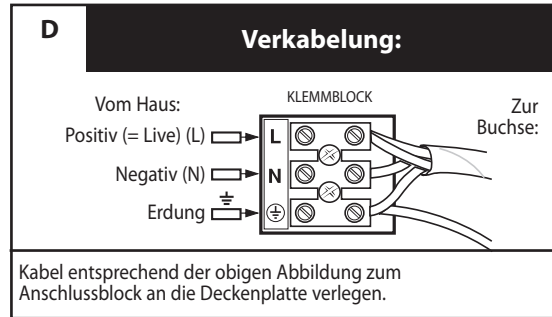 D
Verkabelung:
Vom Haus:
KLEMMBLOCK
Zur
Buchse:
Positiv (= Live) (L)
L
Negativ (N)
N
Erdung
Kabel entsprechend der obigen Abbildung zum
Anschlussblock an die Deckenplatte verlegen.